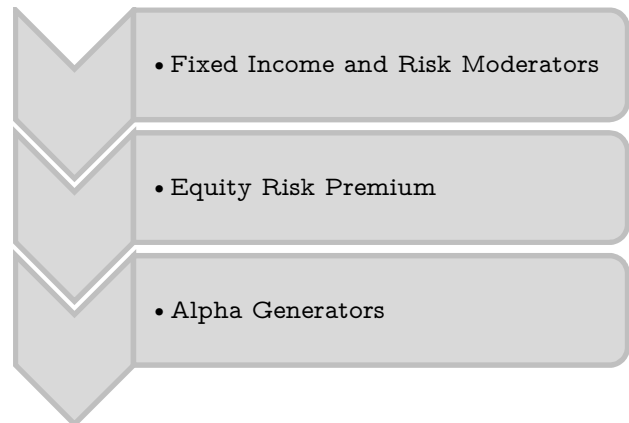 • Fixed Income and Risk Moderators
• Equity Risk Premium
• Alpha Generators